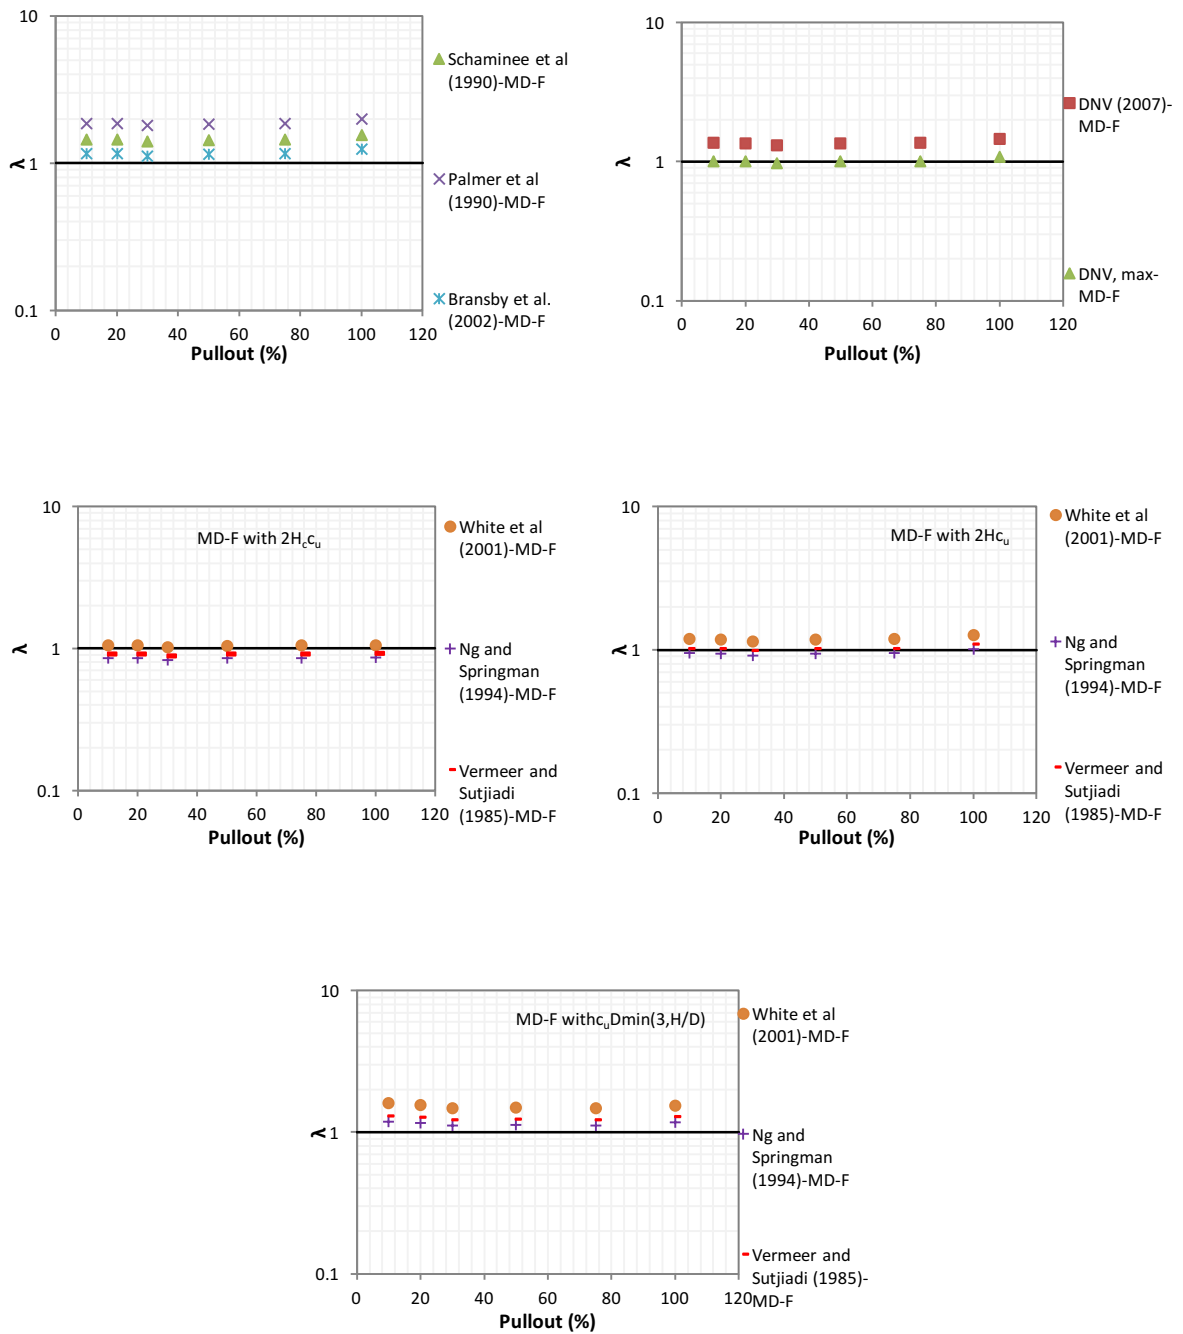 10
1
0.1
λ
0 20 40 60 80 100 120
Pullout (%)
Schaminee et al
(1990)-MD-F
Palmer et al
(1990)-MD-F
Bransby et al.
(2002)-MD-F
10
1
0.1
λ
0 20 40 60 80 100 120
Pullout (%)
DNV (2007)-
MD-F
DNV, max-
MD-F
10
1
0.1
λ
MD-F with 2H_c c_u
0 20 40 60 80 100 120
Pullout (%)
White et al
(2001)-MD-F
Ng and
Springman
(1994)-MD-F
Vermeer and
Sutjiadi
(1985)-MD-F
10
1
0.1
λ
MD-F with 2Hc_u
0 20 40 60 80 100 120
Pullout (%)
White et al
(2001)-MD-F
Ng and
Springman
(1994)-MD-F
Vermeer and
Sutjiadi
(1985)-MD-F
10
1
0.1
λ
MD-F withc_uDmin(3,H/D)
0 20 40 60 80 100 120
Pullout (%)
White et al
(2001)-MD-F
Ng and
Springman
(1994)-MD-F
Vermeer and
Sutjiadi (1985)-
MD-F